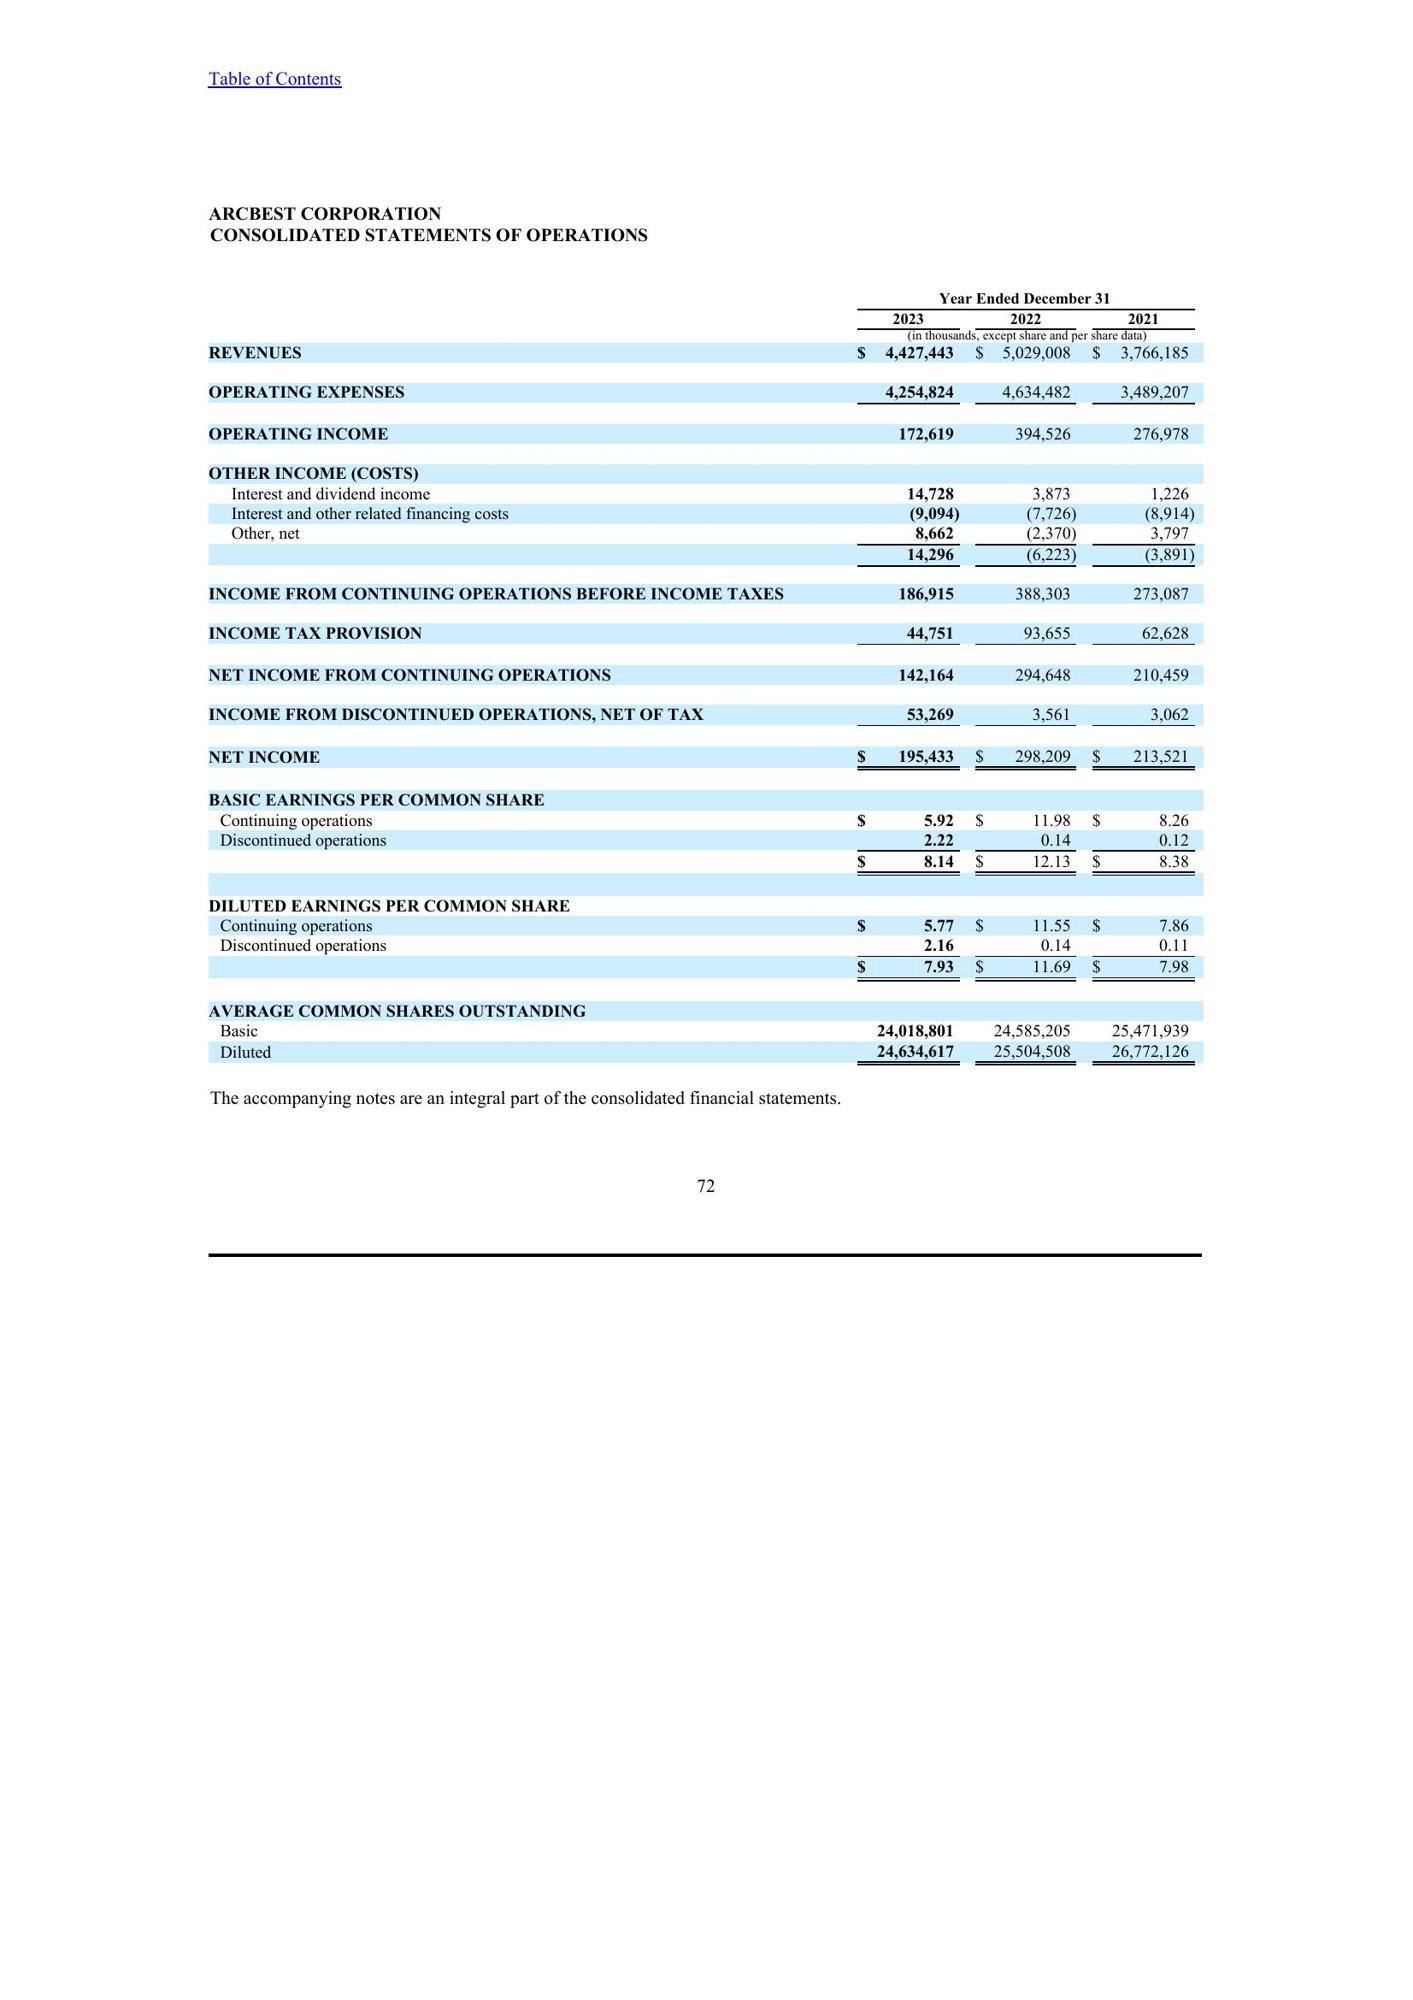 Table of Contents
ARCBEST CORPORATION
CONSOLIDATED STATEMENTS OF OPERATIONS
Year Ended December 31
2023 2022 2021
(in thousands, except share and per share data)
REVENUES $ 4,427,443 $ 5,029,008 $ 3,766,185
OPERATING EXPENSES 4,254,824 4,634,482 3,489,207
OPERATING INCOME 172,619 394,526 276,978
OTHER INCOME (COSTS)
Interest and dividend income 14,728 3,873 1,226
Interest and other related financing costs (9,094) (7,726) (8,914)
Other, net 8,662 (2,370) 3,797
14,296 (6,223) (3,891)
INCOME FROM CONTINUING OPERATIONS BEFORE INCOME TAXES 186,915 388,303 273,087
INCOME TAX PROVISION 44,751 93,655 62,628
NET INCOME FROM CONTINUING OPERATIONS 142,164 294,648 210,459
INCOME FROM DISCONTINUED OPERATIONS, NET OF TAX 53,269 3,561 3,062
NET INCOME $ 195,433 $ 298,209 $ 213,521
BASIC EARNINGS PER COMMON SHARE
Continuing operations $ 5.92 $ 11.98 $ 8.26
Discontinued operations 2.22 0.14 0.12
$ 8.14 $ 12.13 $ 8.38
DILUTED EARNINGS PER COMMON SHARE
Continuing operations $ 5.77 $ 11.55 $ 7.86
Discontinued operations 2.16 0.14 0.11
$ 7.93 $ 11.69 $ 7.98
AVERAGE COMMON SHARES OUTSTANDING
Basic 24,018,801 24,585,205 25,471,939
Diluted 24,634,617 25,504,508 26,772,126
The accompanying notes are an integral part of the consolidated financial statements.
72